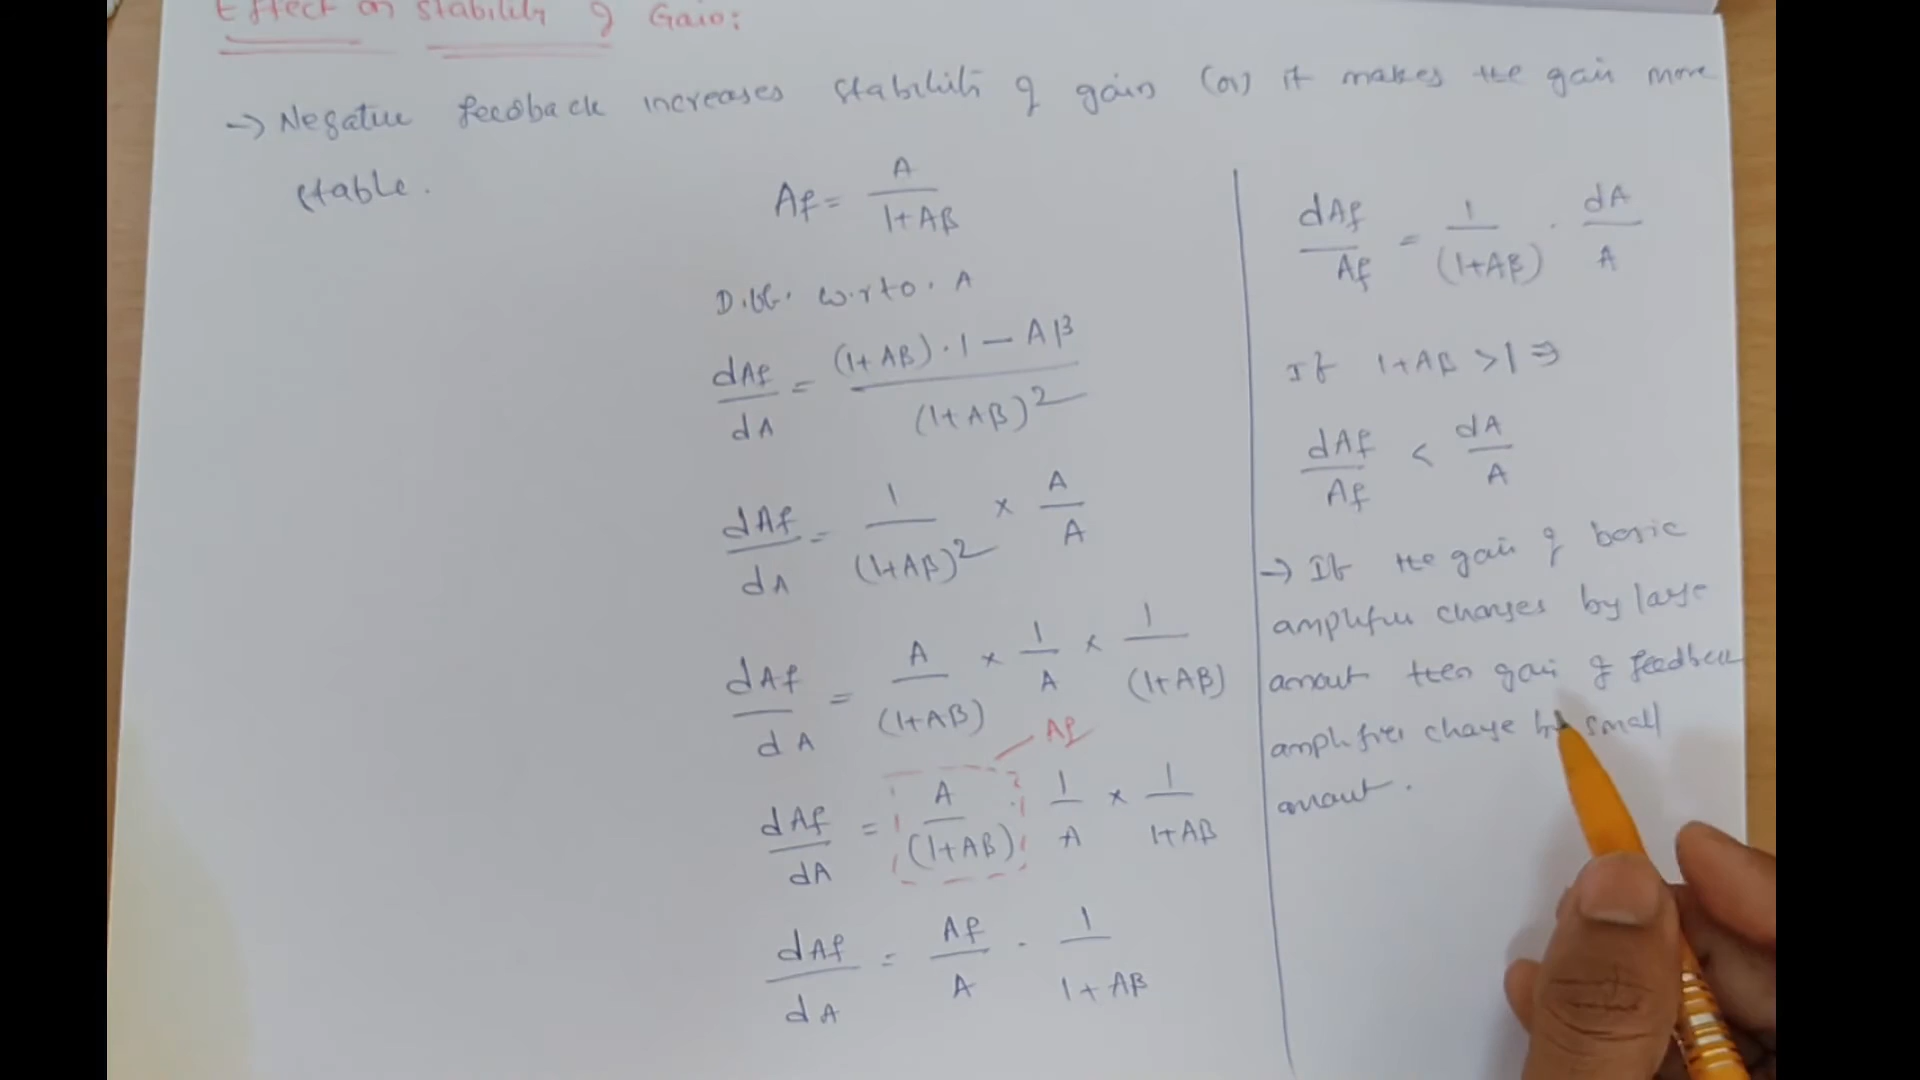 Effect on stability of Gain:
→ Negative feedback increases stability of gain (or) it makes the gain more
stable.
Af = A / (1+Aβ)
Diff. w.r.to. A
dAf/dA = ((1+Aβ).1 − Aβ) / (1+Aβ)²
dAf/dA = 1/(1+Aβ)² × A/A
dAf/dA = A/(1+Aβ) × 1/A × 1/(1+Aβ)
Af
dAf/dA = A/(1+Aβ) · 1/A × 1/(1+Aβ)
dAf/dA = Af/A · 1/(1+Aβ)
dAf/Af = 1/(1+Aβ) · dA/A
If 1+Aβ > 1 ⇒
dAf/Af < dA/A
→ If the gain of basic
amplifier changes by large
amout then gain of feedback
amplifier change by small
amout.